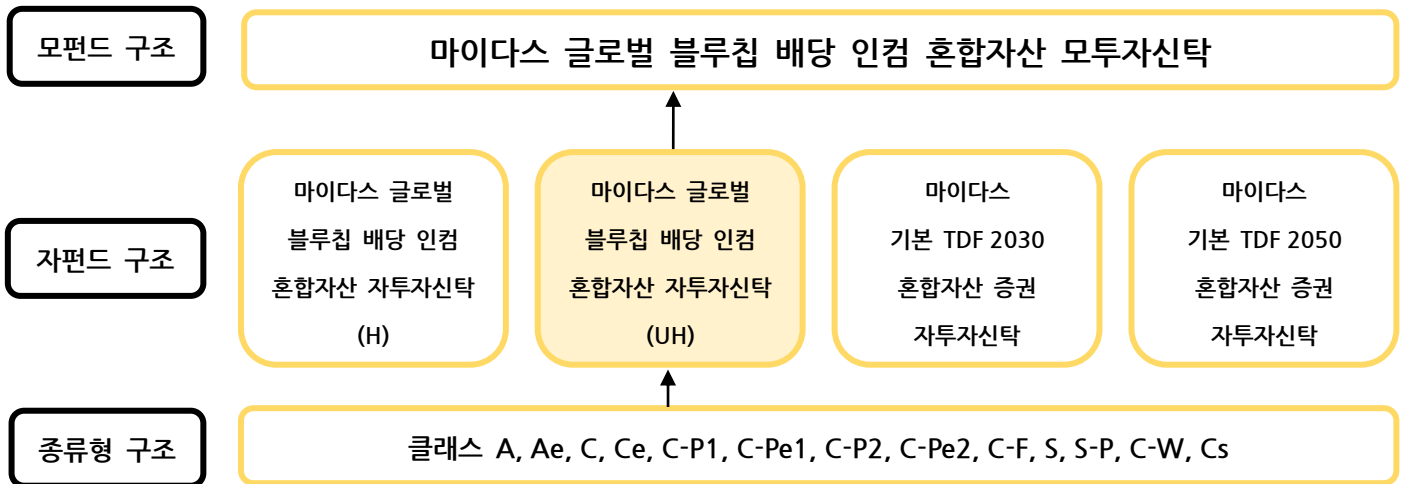 모펀드 구조
마이다스 글로벌 블루칩 배당 인컴 혼합자산 모투자신탁
자펀드 구조
마이다스 글로벌
블루칩 배당 인컴
혼합자산 자투자신탁
(H)
마이다스 글로벌
블루칩 배당 인컴
혼합자산 자투자신탁
(UH)
마이다스
기본 TDF 2030
혼합자산 증권
자투자신탁
마이다스
기본 TDF 2050
혼합자산 증권
자투자신탁
종류형 구조
클래스 A, Ae, C, Ce, C-P1, C-Pe1, C-P2, C-Pe2, C-F, S, S-P, C-W, Cs